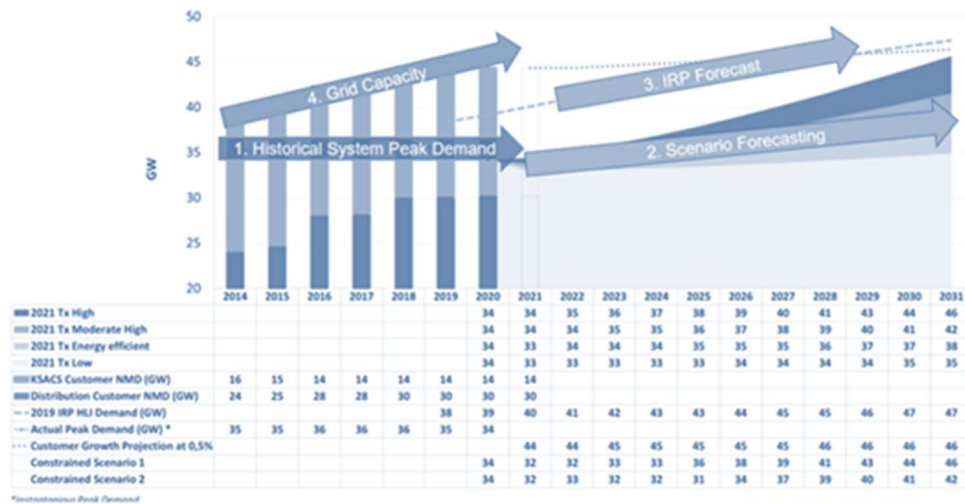 50
45
40
35
30
25
20
GW
4. Grid Capacity
3. IRP Forecast
1. Historical System Peak Demand
2. Scenario Forecasting
2014 2015 2016 2017 2018 2019 2020 2021 2022 2023 2024 2025 2026 2027 2028 2029 2030 2031
2021 Tx High 34 34 35 36 37 38 39 40 41 43 44 46
2021 Tx Moderate High 34 34 34 35 35 36 37 38 39 40 41 42
2021 Tx Energy efficient 34 33 34 34 34 35 35 35 36 37 37 38
2021 Tx Low 34 33 33 33 33 33 34 34 34 34 35 35
KSACS Customer NMD (GW) 16 15 14 14 14 14 14 14
Distribution Customer NMD (GW) 24 25 28 28 30 30 30 30
2019 IRP HLI Demand (GW) 38 39 40 41 42 43 43 44 45 45 46 47 47
Actual Peak Demand (GW) * 35 35 36 36 36 35 34
Customer Growth Projection at 0,5% 44 44 45 45 45 45 45 46 46 46 46
Constrained Scenario 1 34 32 32 33 33 36 38 39 41 43 44 46
Constrained Scenario 2 34 32 33 32 32 31 34 37 39 40 41 42
*Instantonious Peak Demand